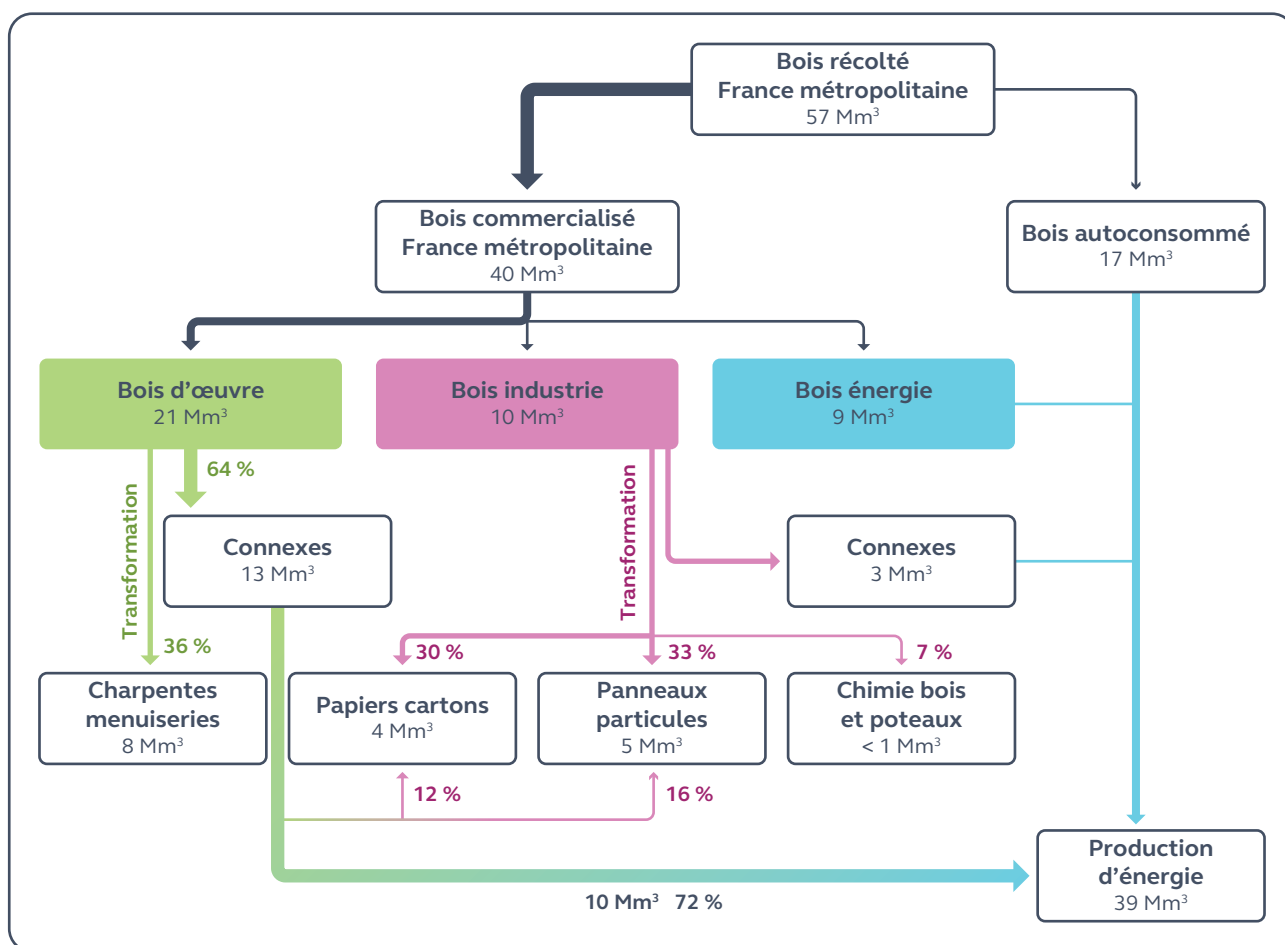 Bois récolté
France métropolitaine
57 Mm³
Bois commercialisé
France métropolitaine
40 Mm³
Bois autoconsommé
17 Mm³
Bois d'œuvre
21 Mm³
Bois industrie
10 Mm³
Bois énergie
9 Mm³
64 %
Transformation
Connexes
13 Mm³
Transformation
Connexes
3 Mm³
36 %
30 %
33 %
7 %
Charpentes
menuiseries
8 Mm³
Papiers cartons
4 Mm³
Panneaux
particules
5 Mm³
Chimie bois
et poteaux
< 1 Mm³
12 %
16 %
Production
d'énergie
39 Mm³
10 Mm³ 72 %